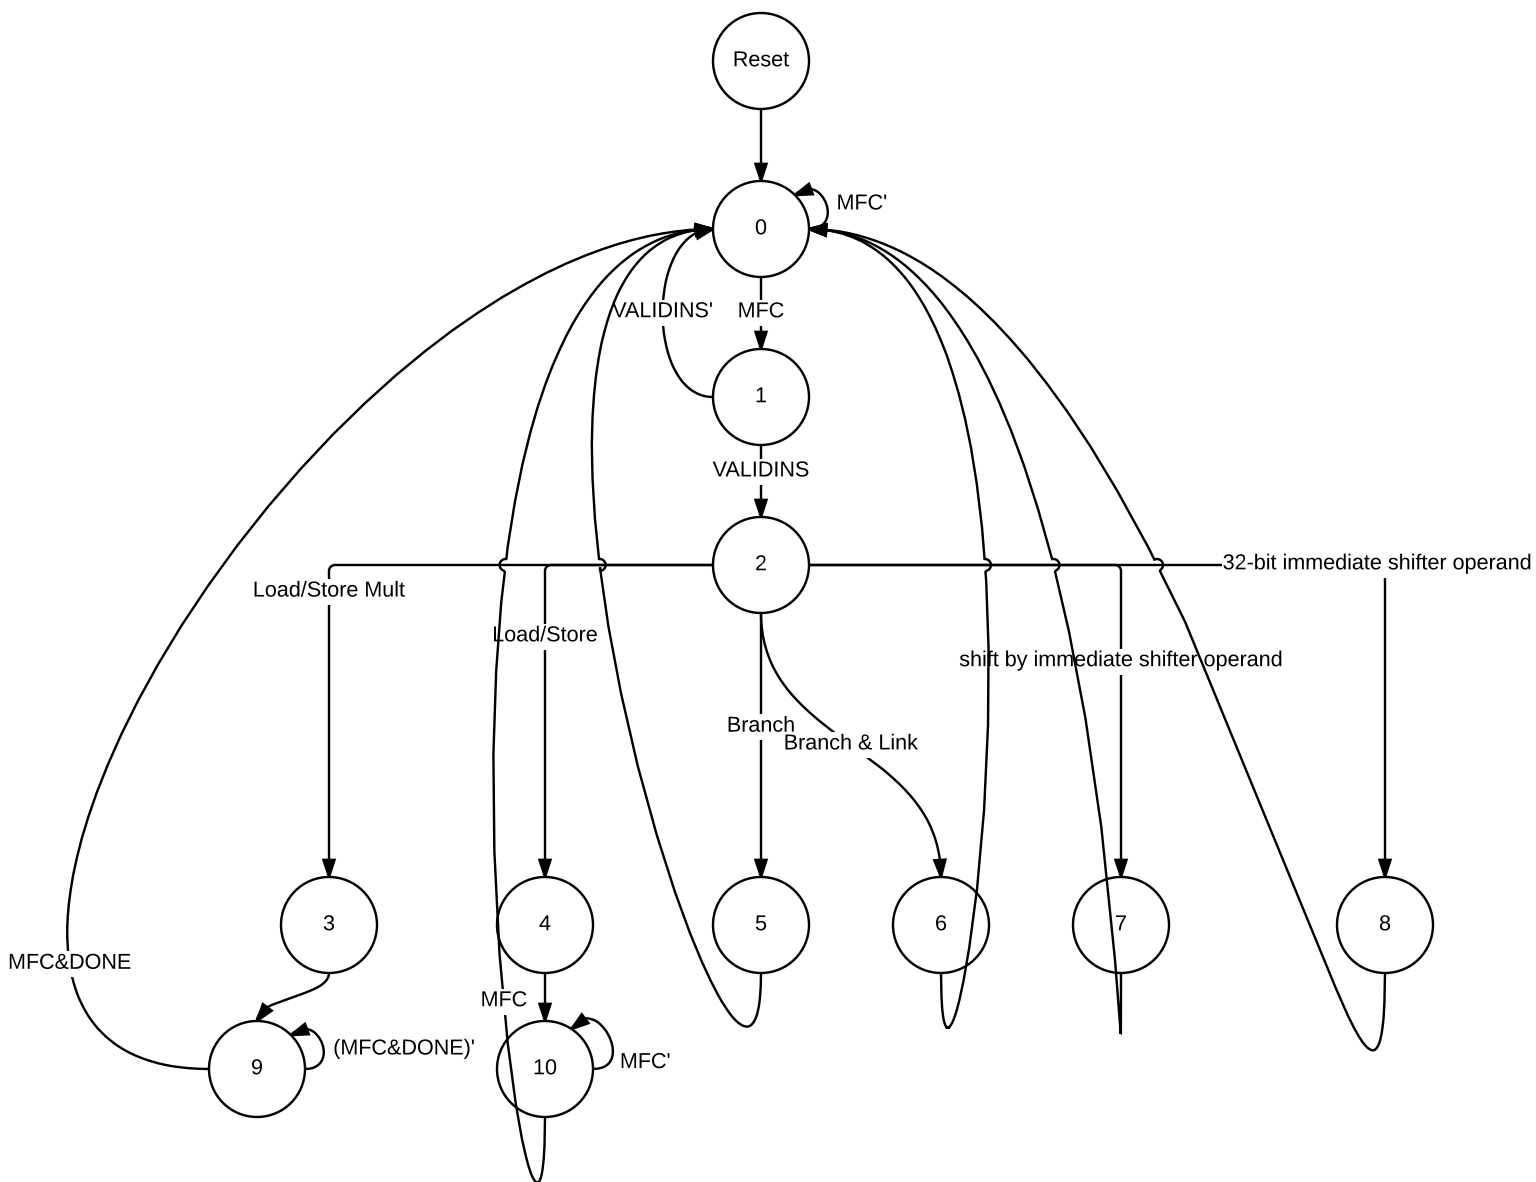 Reset
MFC'
0
VALIDINS'
MFC
1
VALIDINS
2
32-bit immediate shifter operand
Load/Store Mult
Load/Store
shift by immediate shifter operand
Branch
Branch & Link
3
4
5
6
7
8
MFC&DONE
MFC
(MFC&DONE)'
MFC'
9
10